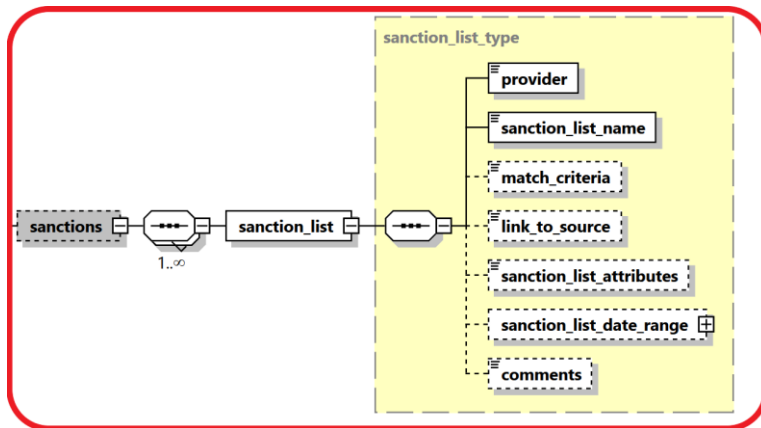 sanction_list_type
provider
sanction_list_name
match_criteria
sanctions
sanction_list
link_to_source
1..∞
sanction_list_attributes
sanction_list_date_range
comments